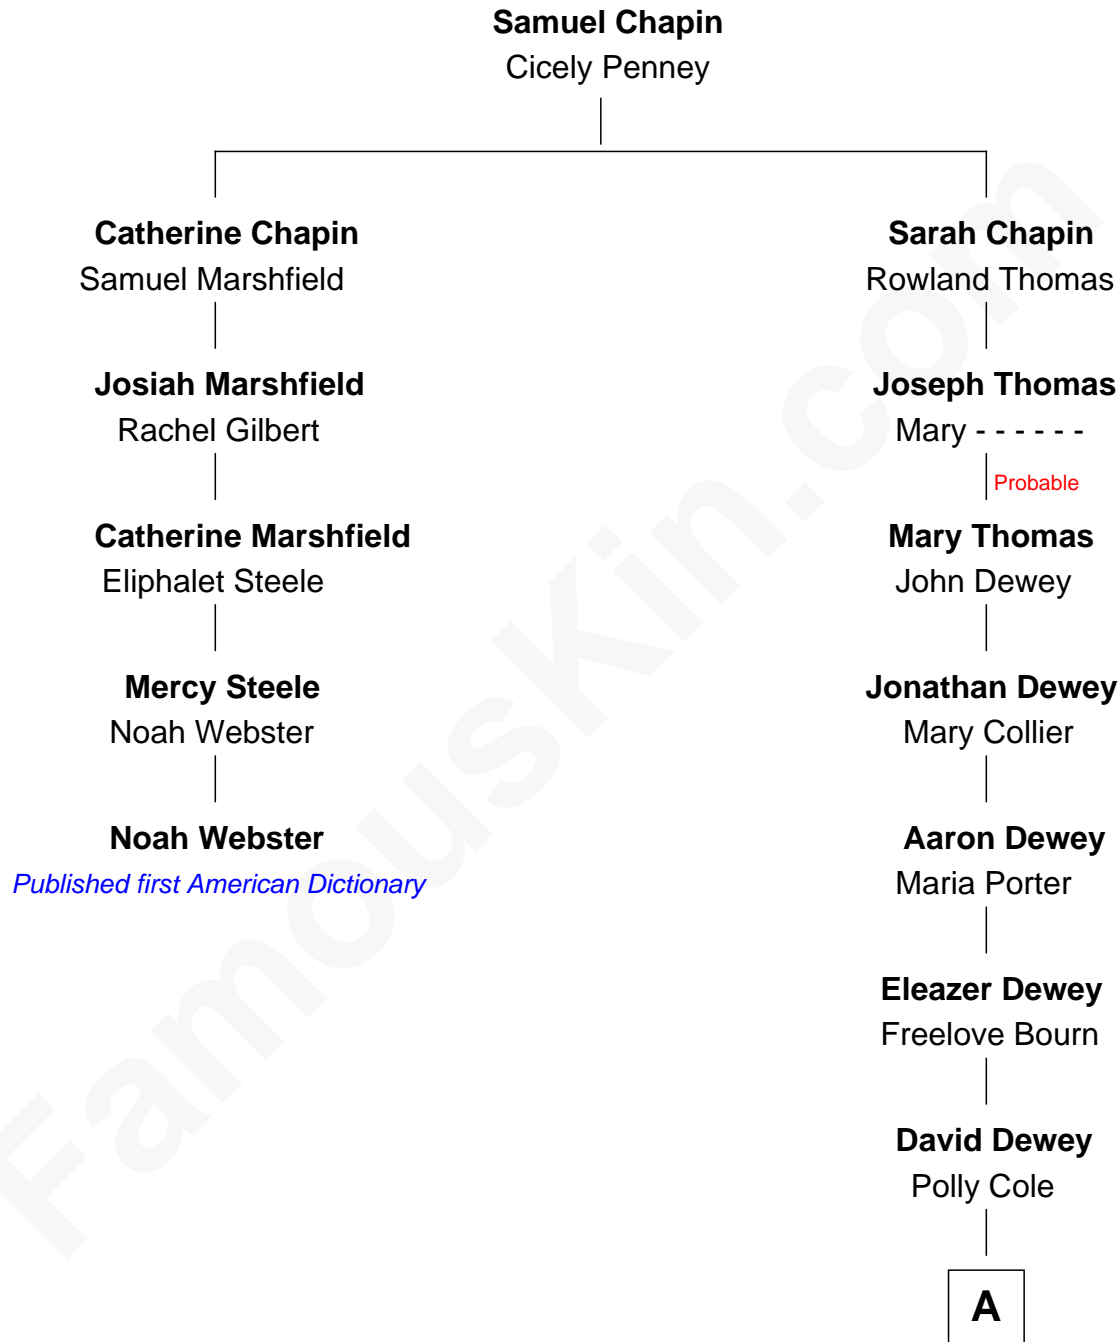 Samuel Chapin
Cicely Penney
Catherine Chapin
Samuel Marshfield
Josiah Marshfield
Rachel Gilbert
Catherine Marshfield
Eliphalet Steele
Mercy Steele
Noah Webster
Noah Webster
Published first American Dictionary
Sarah Chapin
Rowland Thomas
Joseph Thomas
Mary - - - - - -
Probable
Mary Thomas
John Dewey
Jonathan Dewey
Mary Collier
Aaron Dewey
Maria Porter
Eleazer Dewey
Freelove Bourn
David Dewey
Polly Cole
A
FamousKin.com